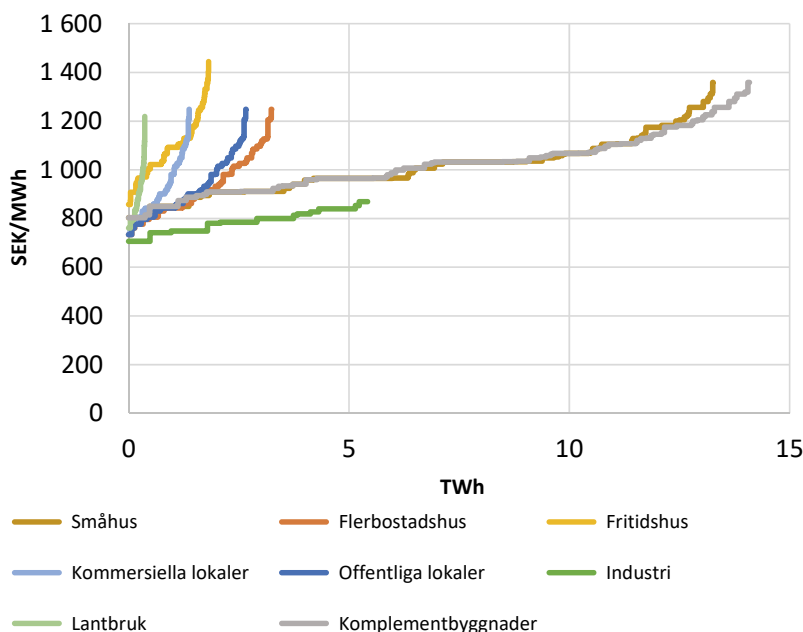 1 600
1 400
1 200
1 000
800
600
400
200
0
SEK/MWh
0 5 10 15
TWh
Småhus Flerbostadshus Fritidshus
Kommersiella lokaler Offentliga lokaler Industri
Lantbruk Komplementbyggnader